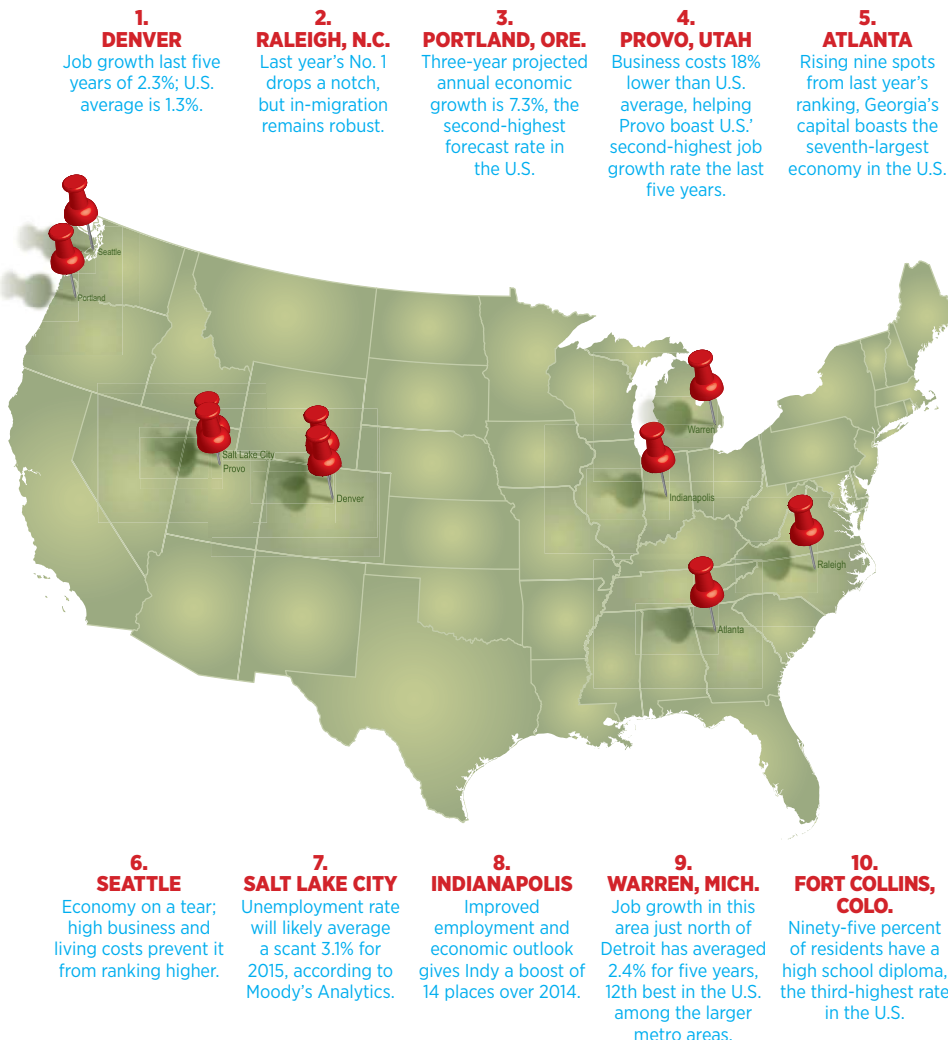 1.
DENVER
Job growth last five
years of 2.3%; U.S.
average is 1.3%.
2.
RALEIGH, N.C.
Last year’s No. 1
drops a notch,
but in-migration
remains robust.
3.
PORTLAND, ORE.
Three-year projected
annual economic
growth is 7.3%, the
second-highest
forecast rate in
the U.S.
4.
PROVO, UTAH
Business costs 18%
lower than U.S.
average, helping
Provo boast U.S.’
second-highest job
growth rate the last
five years.
5.
ATLANTA
Rising nine spots
from last year’s
ranking, Georgia’s
capital boasts the
seventh-largest
economy in the U.S.
Seattle
Portland
Warren
Salt Lake City
Provo
Denver
Indianapolis
Raleigh
Atlanta
6.
SEATTLE
Economy on a tear;
high business and
living costs prevent it
from ranking higher.
7.
SALT LAKE CITY
Unemployment rate
will likely average
a scant 3.1% for
2015, according to
Moody’s Analytics.
8.
INDIANAPOLIS
Improved
employment and
economic outlook
gives Indy a boost of
14 places over 2014.
9.
WARREN, MICH.
Job growth in this
area just north of
Detroit has averaged
2.4% for five years,
12th best in the U.S.
among the larger
metro areas.
10.
FORT COLLINS,
COLO.
Ninety-five percent
of residents have a
high school diploma,
the third-highest rate
in the U.S.